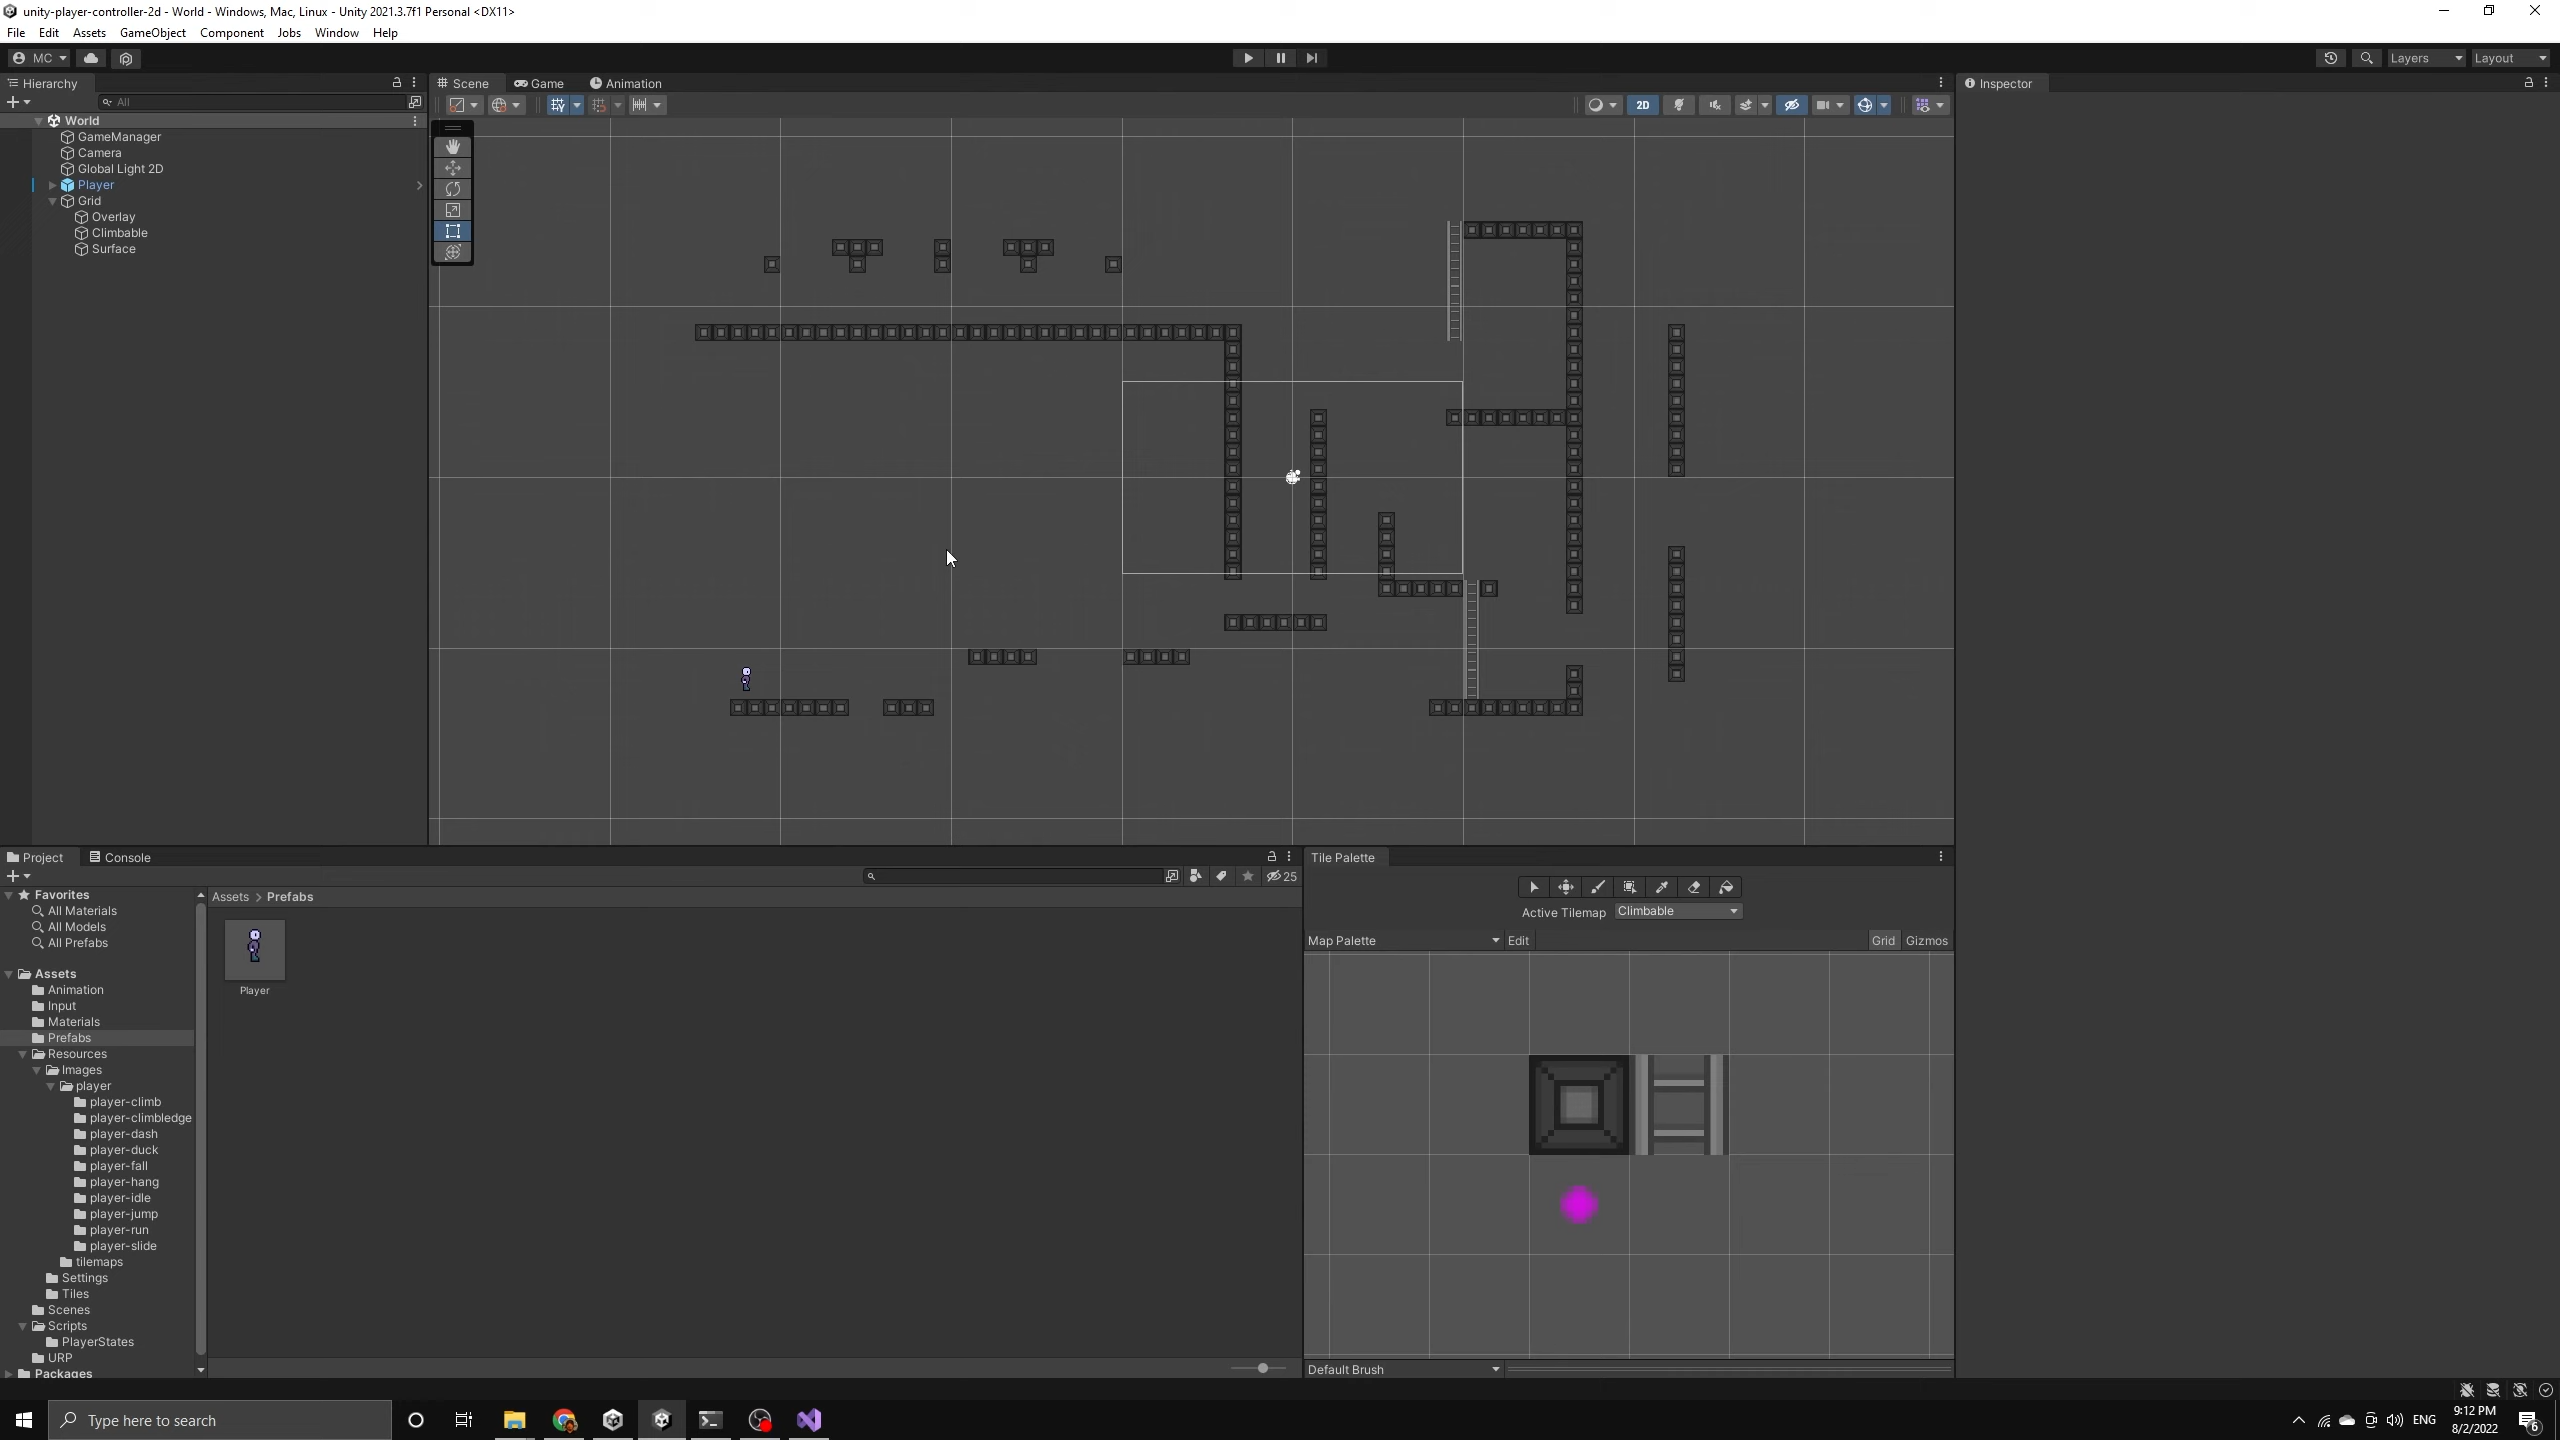 unity-player-controller-2d - World - Windows, Mac, Linux - Unity 2021.3.7f1 Personal <DX11>
File Edit Assets GameObject Component Jobs Window Help
MC
Layers
Layout
Hierarchy
Scene
Game
Animation
Inspector
All
2D
World
GameManager
Camera
Global Light 2D
Player
Grid
Overlay
Climbable
Surface
Project
Console
Tile Palette
25
Favorites
All Materials
All Models
All Prefabs
Assets
Animation
Input
Materials
Prefabs
Resources
Images
player
player-climb
player-climbledge
player-dash
player-duck
player-fall
player-hang
player-idle
player-jump
player-run
player-slide
tilemaps
Settings
Tiles
Scenes
Scripts
PlayerStates
URP
Packages
Assets > Prefabs
Player
Active Tilemap Climbable
Map Palette
Edit
Grid
Gizmos
Default Brush
Type here to search
ENG
9:12 PM
8/2/2022
6